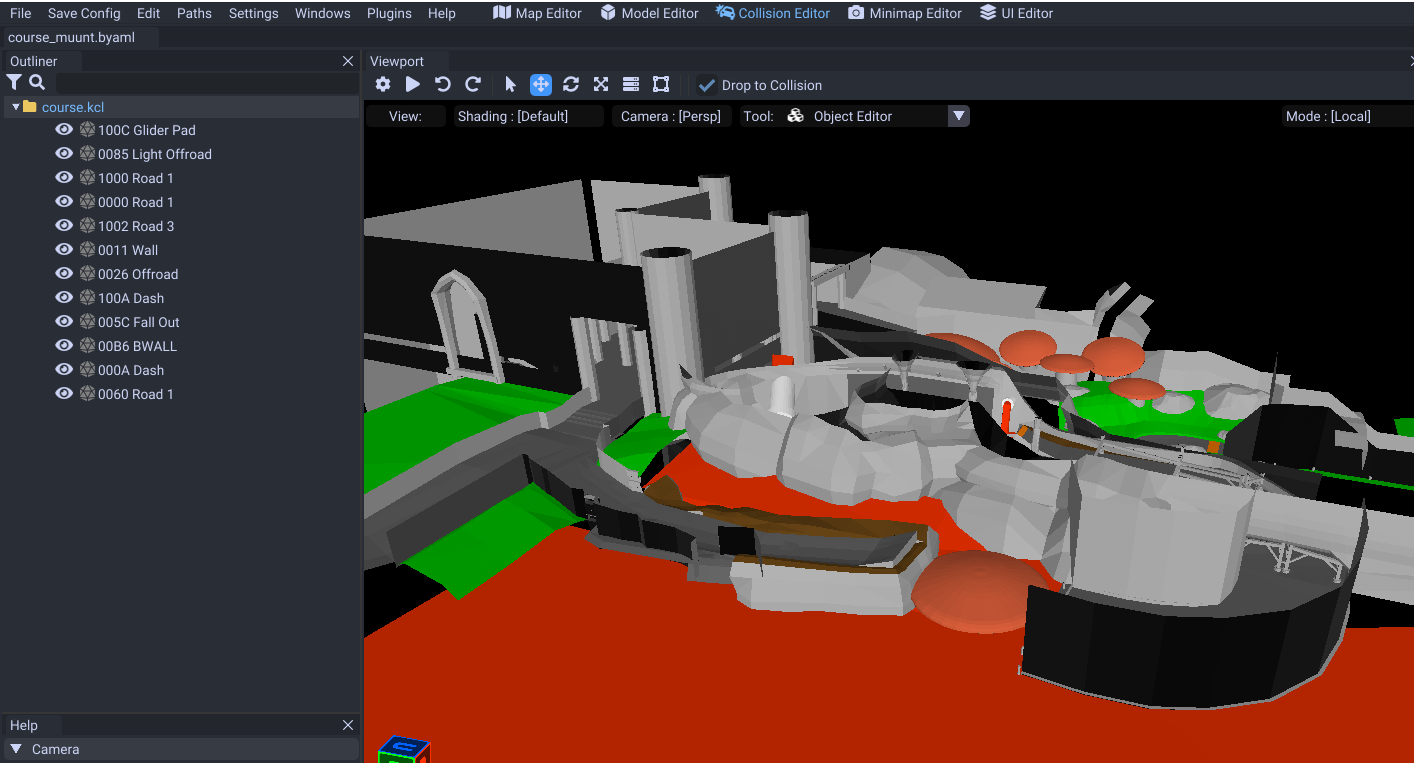 File Save Config Edit Paths Settings Windows Plugins Help Map Editor Model Editor Collision Editor Minimap Editor UI Editor
course_muunt.byaml
Outliner
Viewport
Drop to Collision
View: Shading : [Default] Camera : [Persp] Tool: Object Editor Mode : [Local]
course.kcl
100C Glider Pad
0085 Light Offroad
1000 Road 1
0000 Road 1
1002 Road 3
0011 Wall
0026 Offroad
100A Dash
005C Fall Out
00B6 BWALL
000A Dash
0060 Road 1
Help
Camera